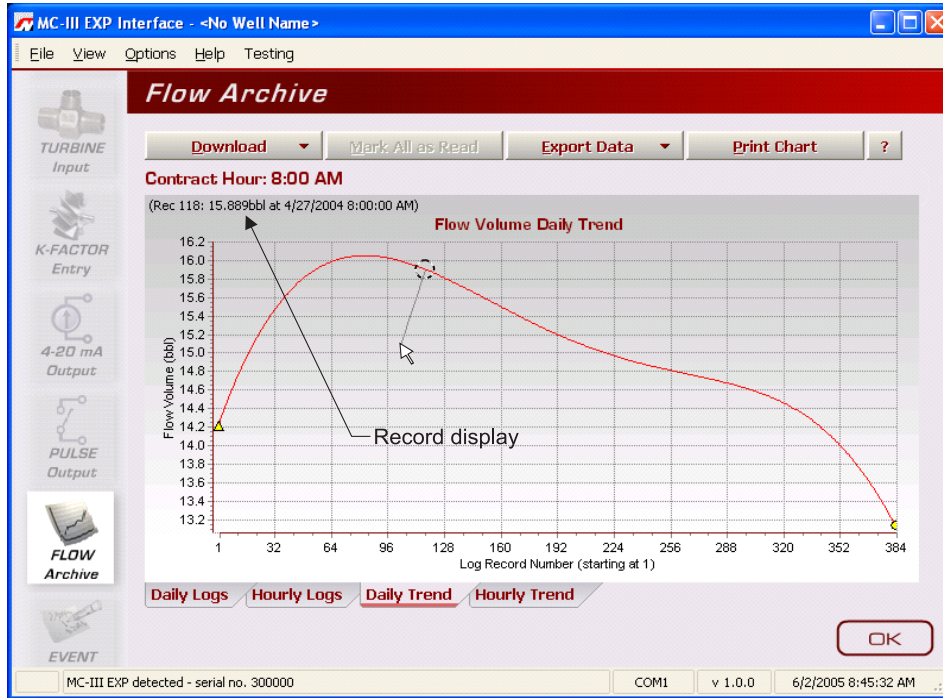 MC-III EXP Interface - <No Well Name>
File View Options Help Testing
Flow Archive
TURBINE
Input
K-FACTOR
Entry
4-20 mA
Output
PULSE
Output
FLOW
Archive
EVENT
Download Mark All as Read Export Data Print Chart ?
Contract Hour: 8:00 AM
(Rec 118: 15.889bbl at 4/27/2004 8:00:00 AM)
Flow Volume Daily Trend
Flow Volume (bbl)
16.2
16.0
15.8
15.6
15.4
15.2
15.0
14.8
14.6
14.4
14.2
14.0
13.8
13.6
13.4
13.2
Record display
1 32 64 96 128 160 192 224 256 288 320 352 384
Log Record Number (starting at 1)
Daily Logs Hourly Logs Daily Trend Hourly Trend
OK
MC-III EXP detected - serial no. 300000 COM1 v 1.0.0 6/2/2005 8:45:32 AM